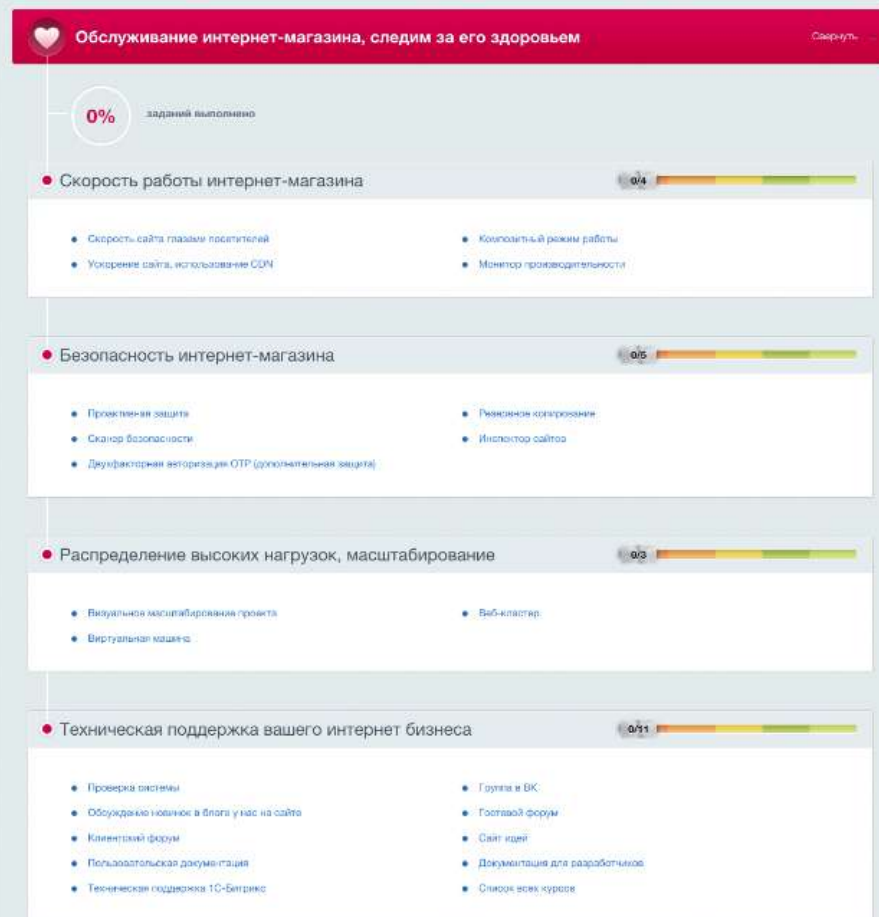 Обслуживание интернет-магазина, следим за его здоровьем
Свернуть
0%
заданий выполнено
Скорость работы интернет-магазина
0/4
Скорость сайта глазами посетителей
Композитный режим работы
Ускорение сайта, использование CDN
Монитор производительности
Безопасность интернет-магазина
0/5
Проактивная защита
Резервное копирование
Сканер безопасности
Инспектор сайтов
Двухфакторная авторизация OTP (дополнительная защита)
Распределение высоких нагрузок, масштабирование
0/3
Визуальное масштабирование проекта
Веб-кластер
Виртуальная машина
Техническая поддержка вашего интернет бизнеса
0/11
Проверка системы
Группа в ВК
Обсуждение новинок в блоге у нас на сайте
Гостевой форум
Клиентский форум
Сайт идей
Пользовательская документация
Документация для разработчиков
Техническая поддержка 1С-Битрикс
Список всех курсов